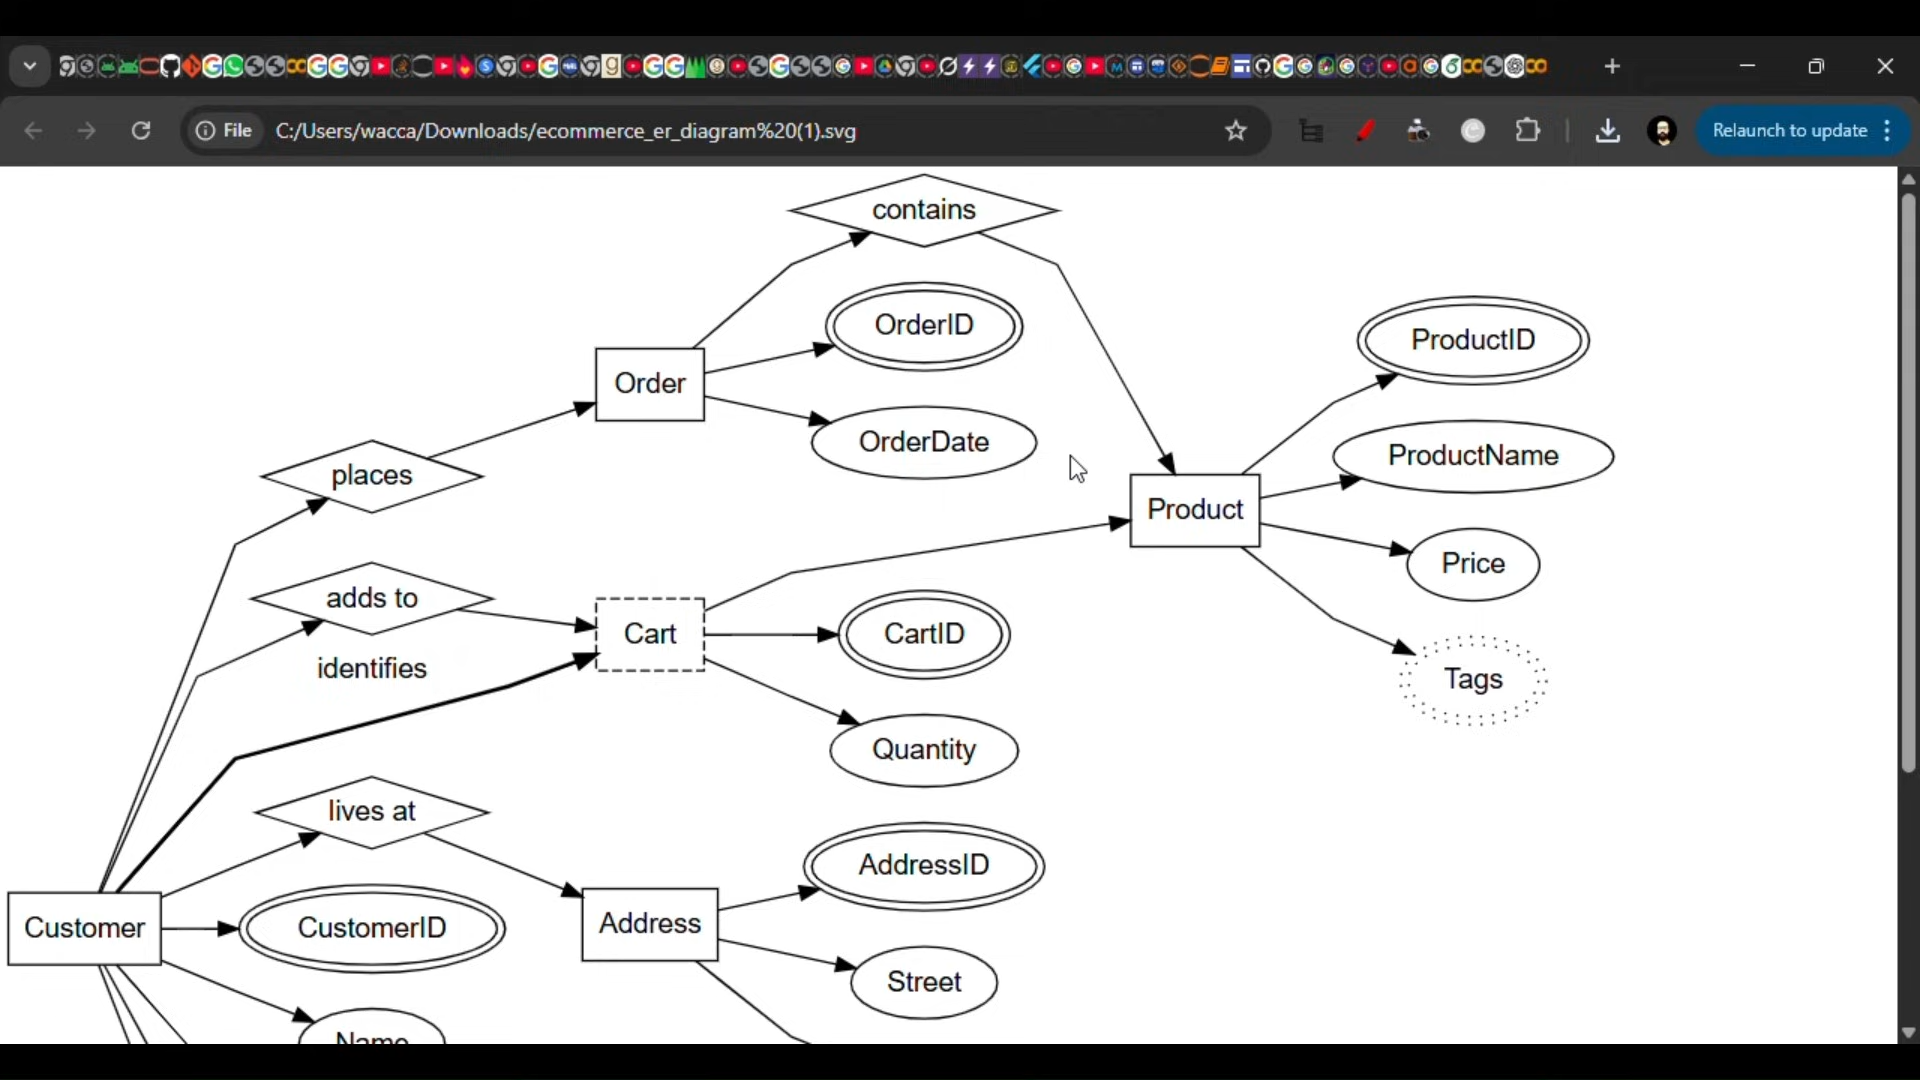 File
C:/Users/wacca/Downloads/ecommerce_er_diagram%20(1).svg
Relaunch to update
contains
OrderID
ProductID
Order
OrderDate
ProductName
places
Product
Price
adds to
Cart
CartID
identifies
Tags
Quantity
lives at
AddressID
Customer
CustomerID
Address
Street
Name